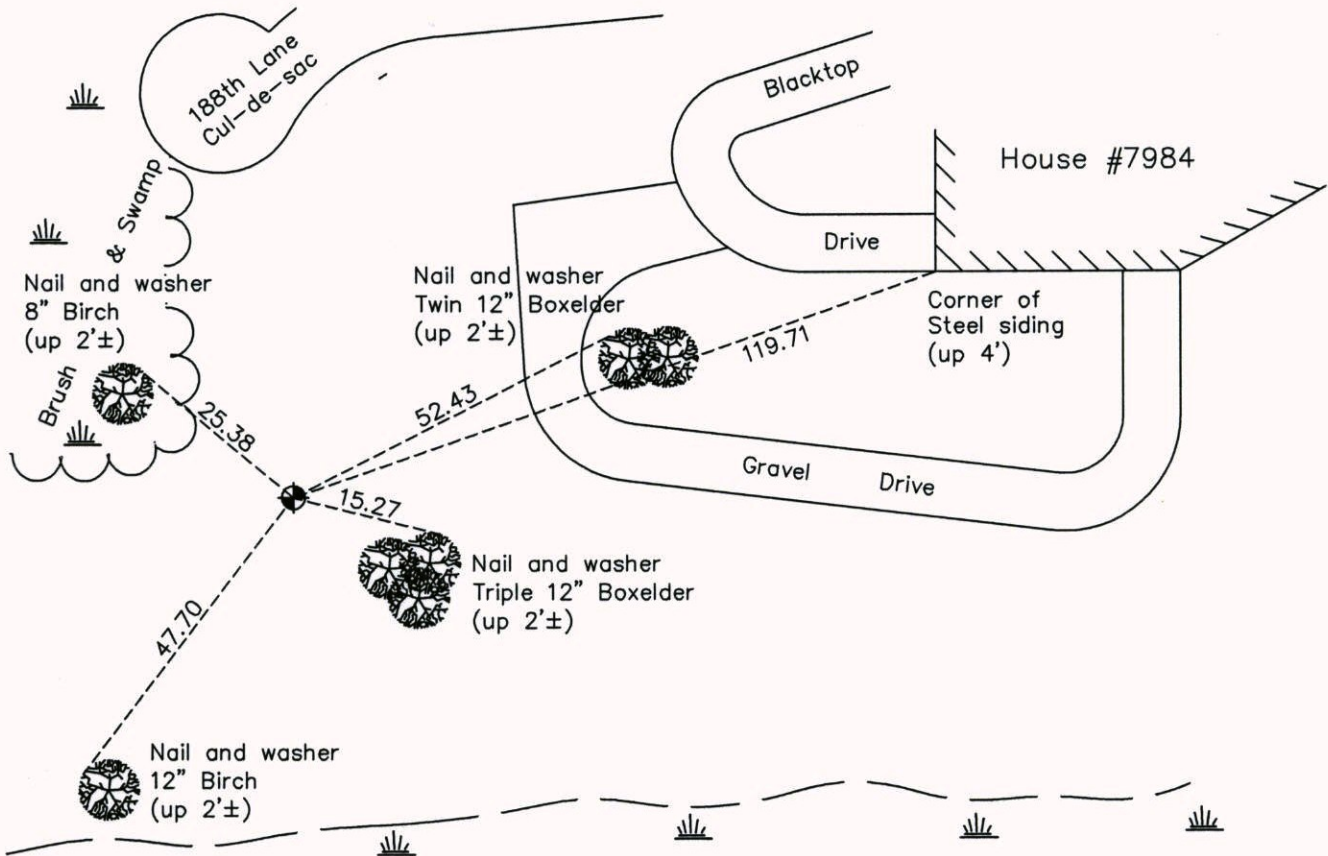 188th Lane
Cul-de-sac
Blacktop
House #7984
Brush & Swamp
Drive
Nail and washer
8" Birch
(up 2'±)
Nail and washer
Twin 12" Boxelder
(up 2'±)
Corner of
Steel siding
(up 4')
119.71
52.43
25.38
Gravel Drive
15.27
Nail and washer
Triple 12" Boxelder
(up 2'±)
47.70
Nail and washer
12" Birch
(up 2'±)